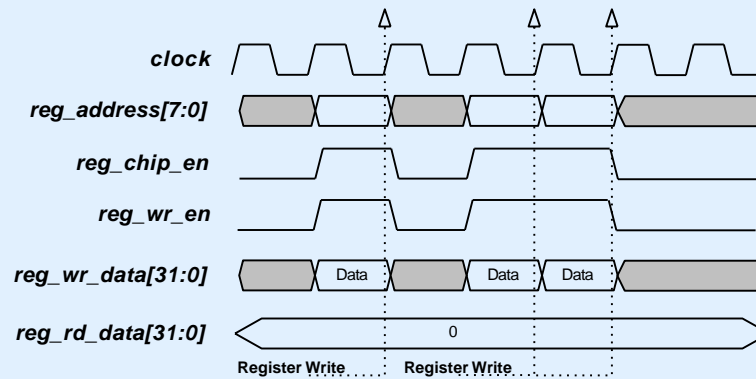 clock
reg_address[7:0]
reg_chip_en
reg_wr_en
reg_wr_data[31:0] Data Data Data
reg_rd_data[31:0] 0
Register Write Register Write